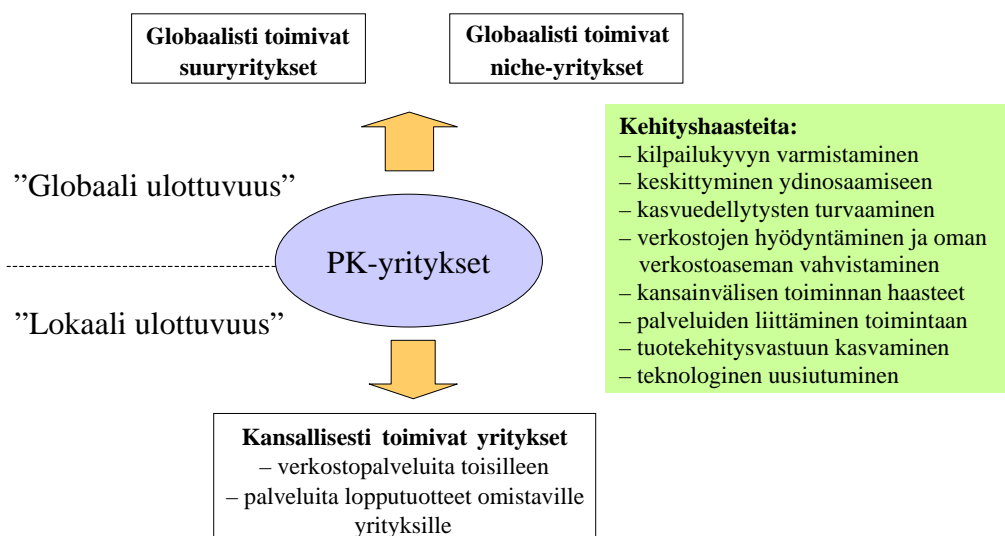 Globaalisti toimivat
suuryritykset
Globaalisti toimivat
niche-yritykset
”Globaali ulottuvuus”
PK-yritykset
”Lokaali ulottuvuus”
Kehityshaasteita:
– kilpailukyvyn varmistaminen
– keskittyminen ydinosaamiseen
– kasvuedellytysten turvaaminen
– verkostojen hyödyntäminen ja oman
verkostoaseman vahvistaminen
– kansainvälisen toiminnan haasteet
– palveluiden liittäminen toimintaan
– tuotekehitysvastuun kasvaminen
– teknologinen uusiutuminen
Kansallisesti toimivat yritykset
– verkostopalveluita toisilleen
– palveluita lopputuotteet omistaville
yrityksille